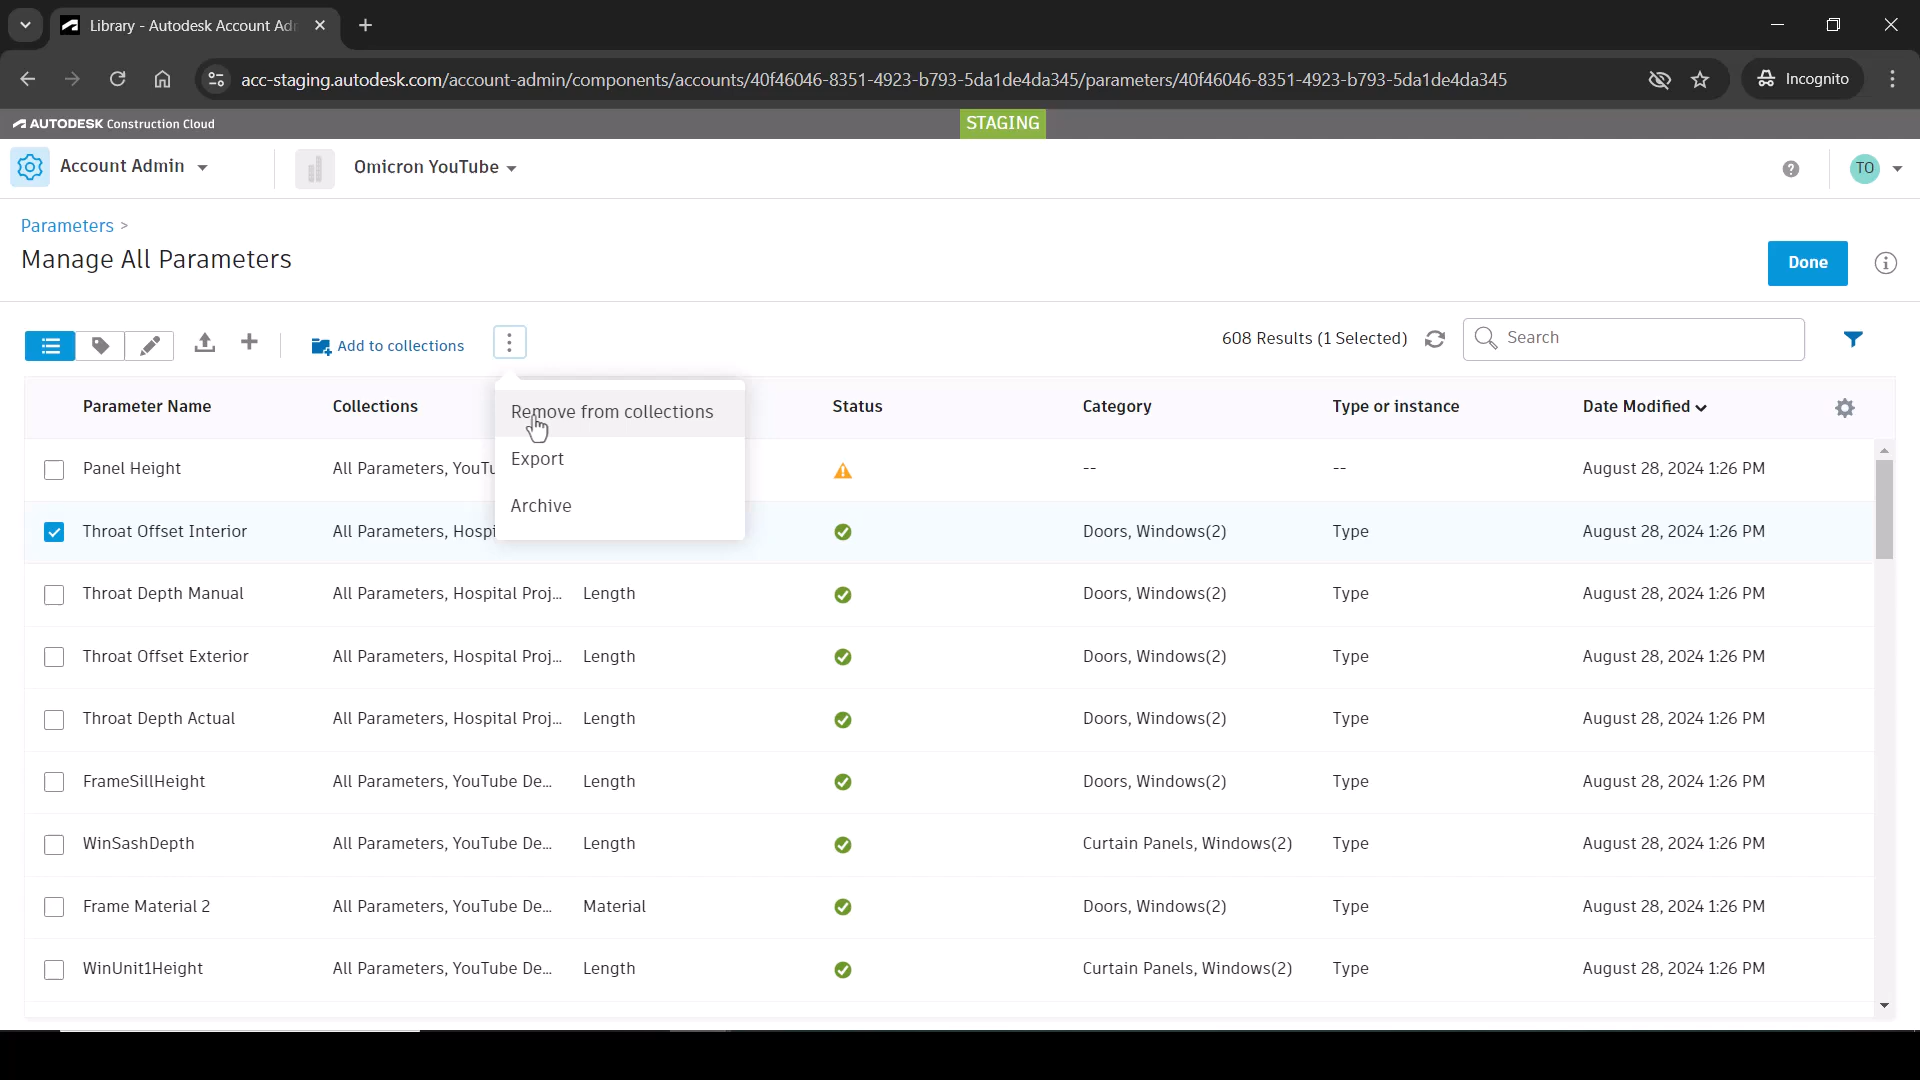 Library - Autodesk Account Adn
acc-staging.autodesk.com/account-admin/components/accounts/40f46046-8351-4923-b793-5da1de4da345/parameters/40f46046-8351-4923-b793-5da1de4da345
Incognito
AUTODESK Construction Cloud
STAGING
Account Admin
Omicron YouTube
TO
Parameters >
Manage All Parameters
Done
Add to collections
608 Results (1 Selected)
Search
Parameter Name Collections Status Category Type or instance Date Modified
Remove from collections
Export
Archive
Panel Height All Parameters, YouTu -- -- August 28, 2024 1:26 PM
Throat Offset Interior All Parameters, Hospi Doors, Windows(2) Type August 28, 2024 1:26 PM
Throat Depth Manual All Parameters, Hospital Proj... Length Doors, Windows(2) Type August 28, 2024 1:26 PM
Throat Offset Exterior All Parameters, Hospital Proj... Length Doors, Windows(2) Type August 28, 2024 1:26 PM
Throat Depth Actual All Parameters, Hospital Proj... Length Doors, Windows(2) Type August 28, 2024 1:26 PM
FrameSillHeight All Parameters, YouTube De... Length Doors, Windows(2) Type August 28, 2024 1:26 PM
WinSashDepth All Parameters, YouTube De... Length Curtain Panels, Windows(2) Type August 28, 2024 1:26 PM
Frame Material 2 All Parameters, YouTube De... Material Doors, Windows(2) Type August 28, 2024 1:26 PM
WinUnit1Height All Parameters, YouTube De... Length Curtain Panels, Windows(2) Type August 28, 2024 1:26 PM